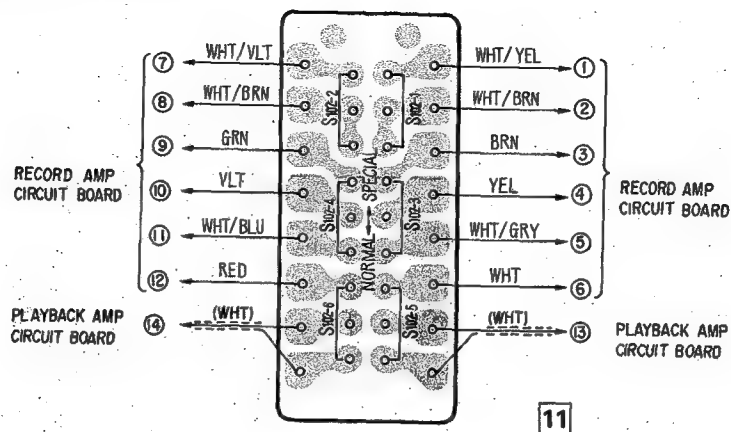 ⑦ WHT/VLT
⑧ WHT/BRN
⑨ GRN
⑩ VLT
⑪ WHT/BLU
⑫ RED
RECORD AMP
CIRCUIT BOARD
⑭ (WHT)
PLAYBACK AMP
CIRCUIT BOARD
S102-2
S102-1
S102-4
S102-3
S102-6
S102-5
NORMAL ↔ SPECIAL
WHT/YEL ①
WHT/BRN ②
BRN ③
YEL ④
WHT/GRY ⑤
WHT ⑥
RECORD AMP
CIRCUIT BOARD
(WHT) ⑬
PLAYBACK AMP
CIRCUIT BOARD
11